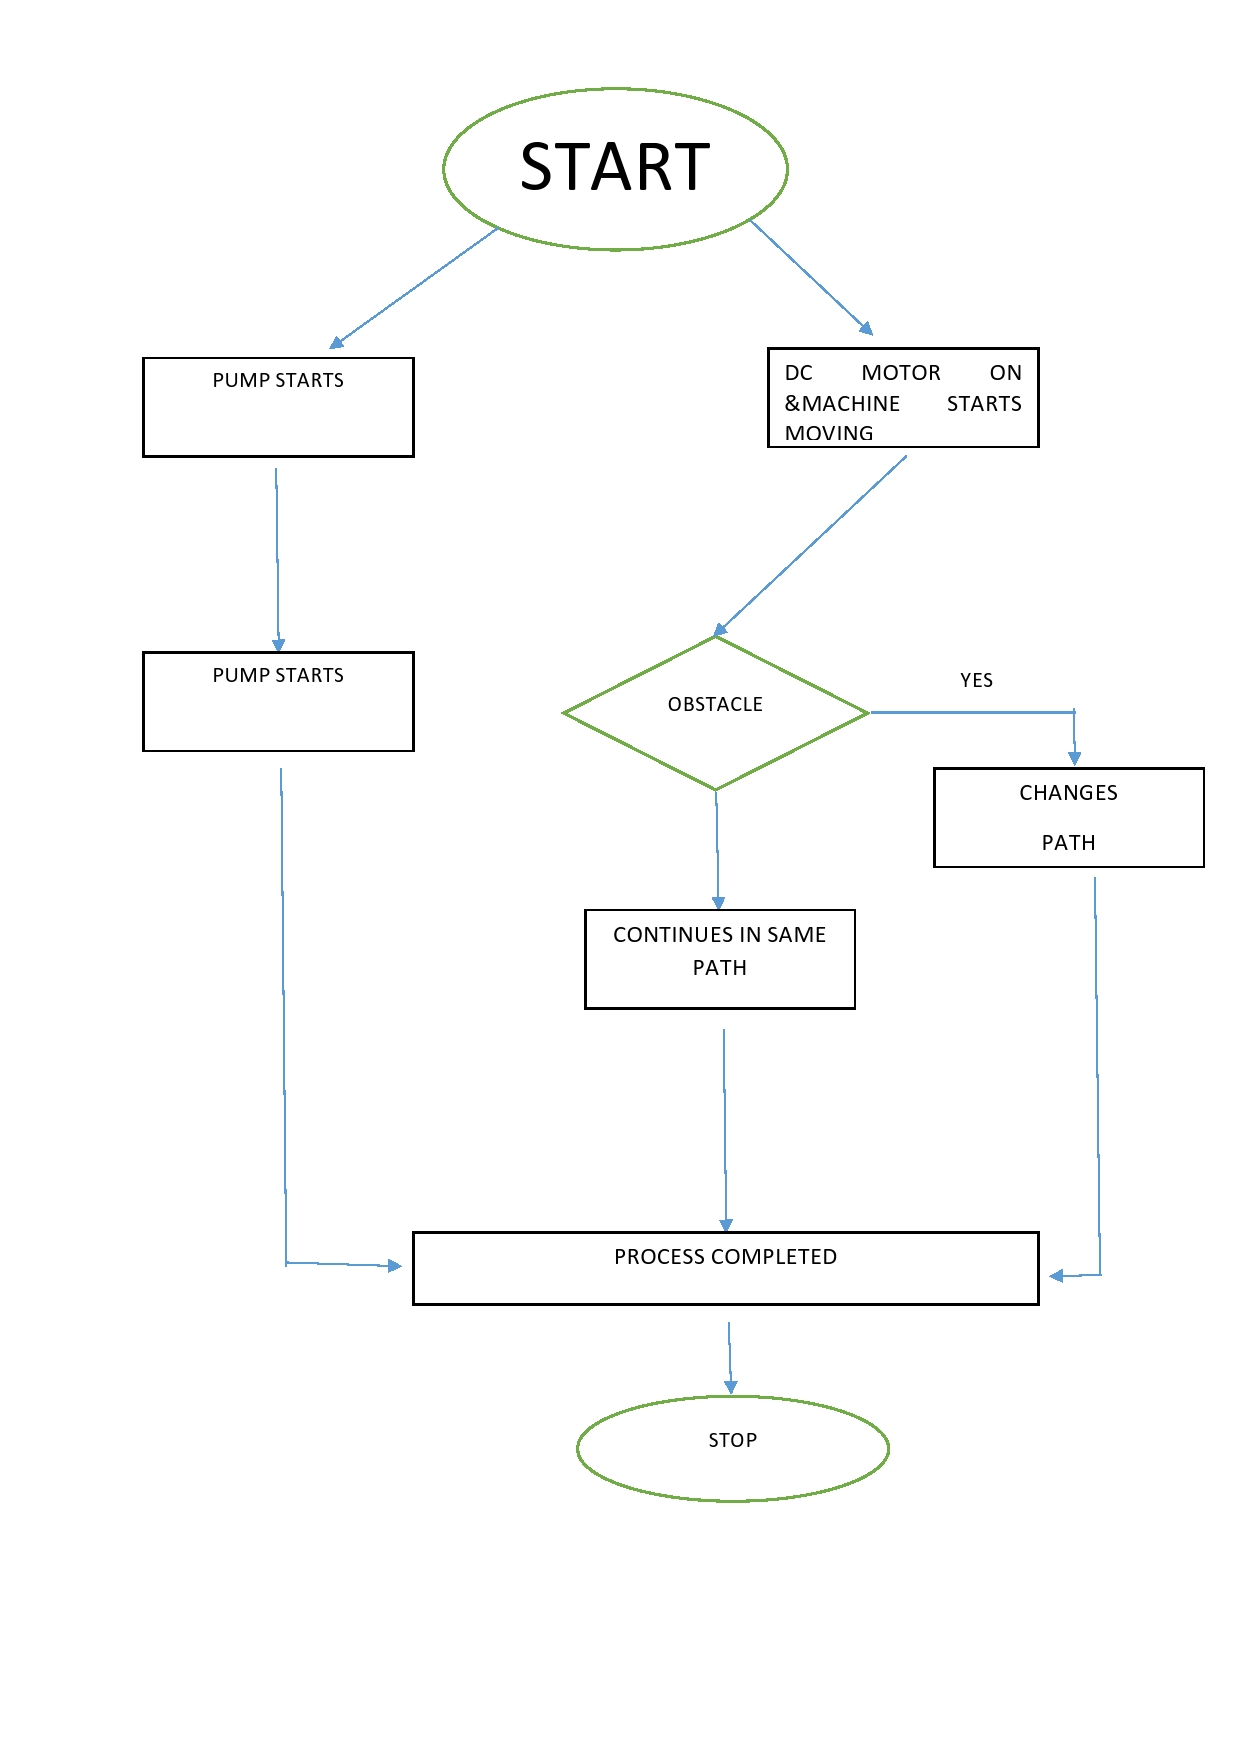 START
PUMP STARTS
DC MOTOR ON
&MACHINE STARTS
MOVING
PUMP STARTS
OBSTACLE
YES
CHANGES
PATH
CONTINUES IN SAME
PATH
PROCESS COMPLETED
STOP